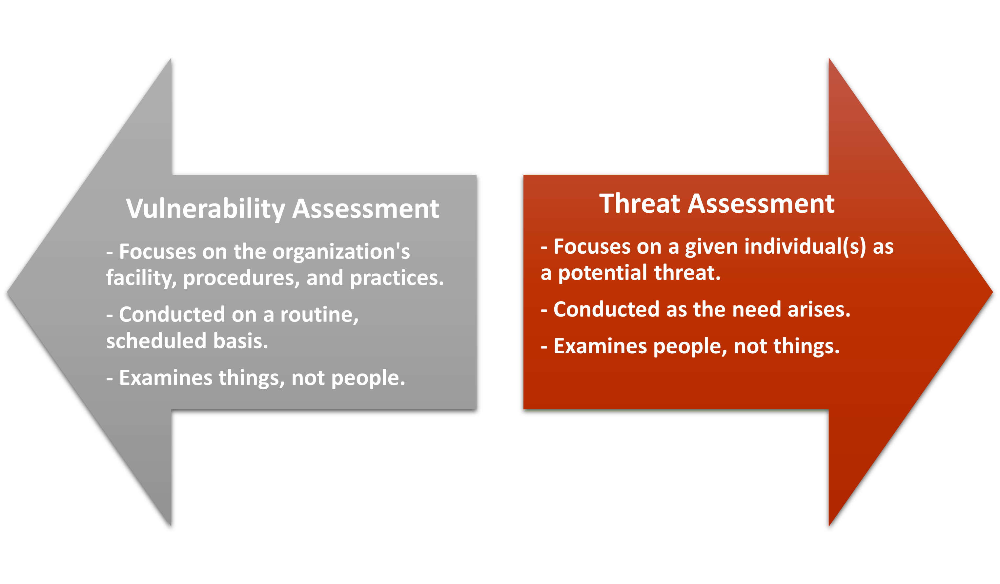 Vulnerability Assessment
- Focuses on the organization's
facility, procedures, and practices.
- Conducted on a routine,
scheduled basis.
- Examines things, not people.
Threat Assessment
- Focuses on a given individual(s) as
a potential threat.
- Conducted as the need arises.
- Examines people, not things.